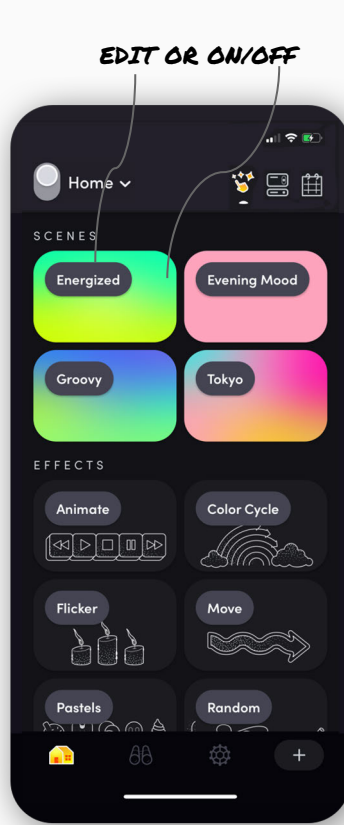 EDIT OR ON/OFF
Home
SCENES
Energized
Evening Mood
Groovy
Tokyo
EFFECTS
Animate
Color Cycle
Flicker
Move
Pastels
Random